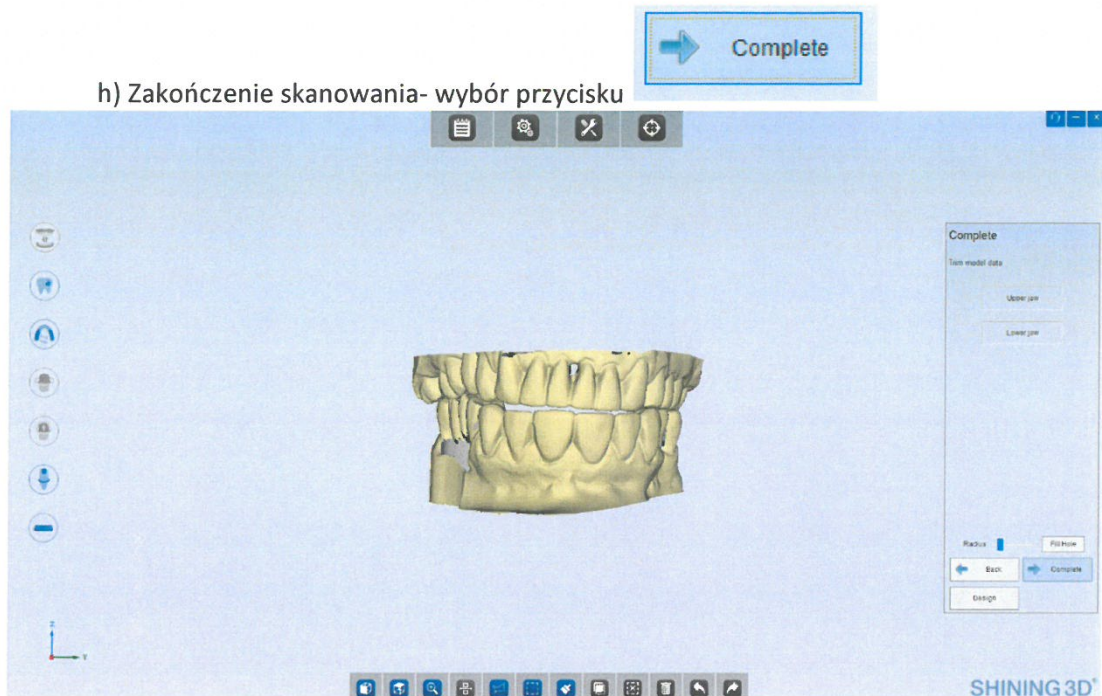 Complete
h) Zakończenie skanowania- wybór przycisku
Complete
Trim model data
Upper jaw
Lower jaw
Radius
Fill Hole
Back
Complete
Design
Z
Y
SHINING 3D